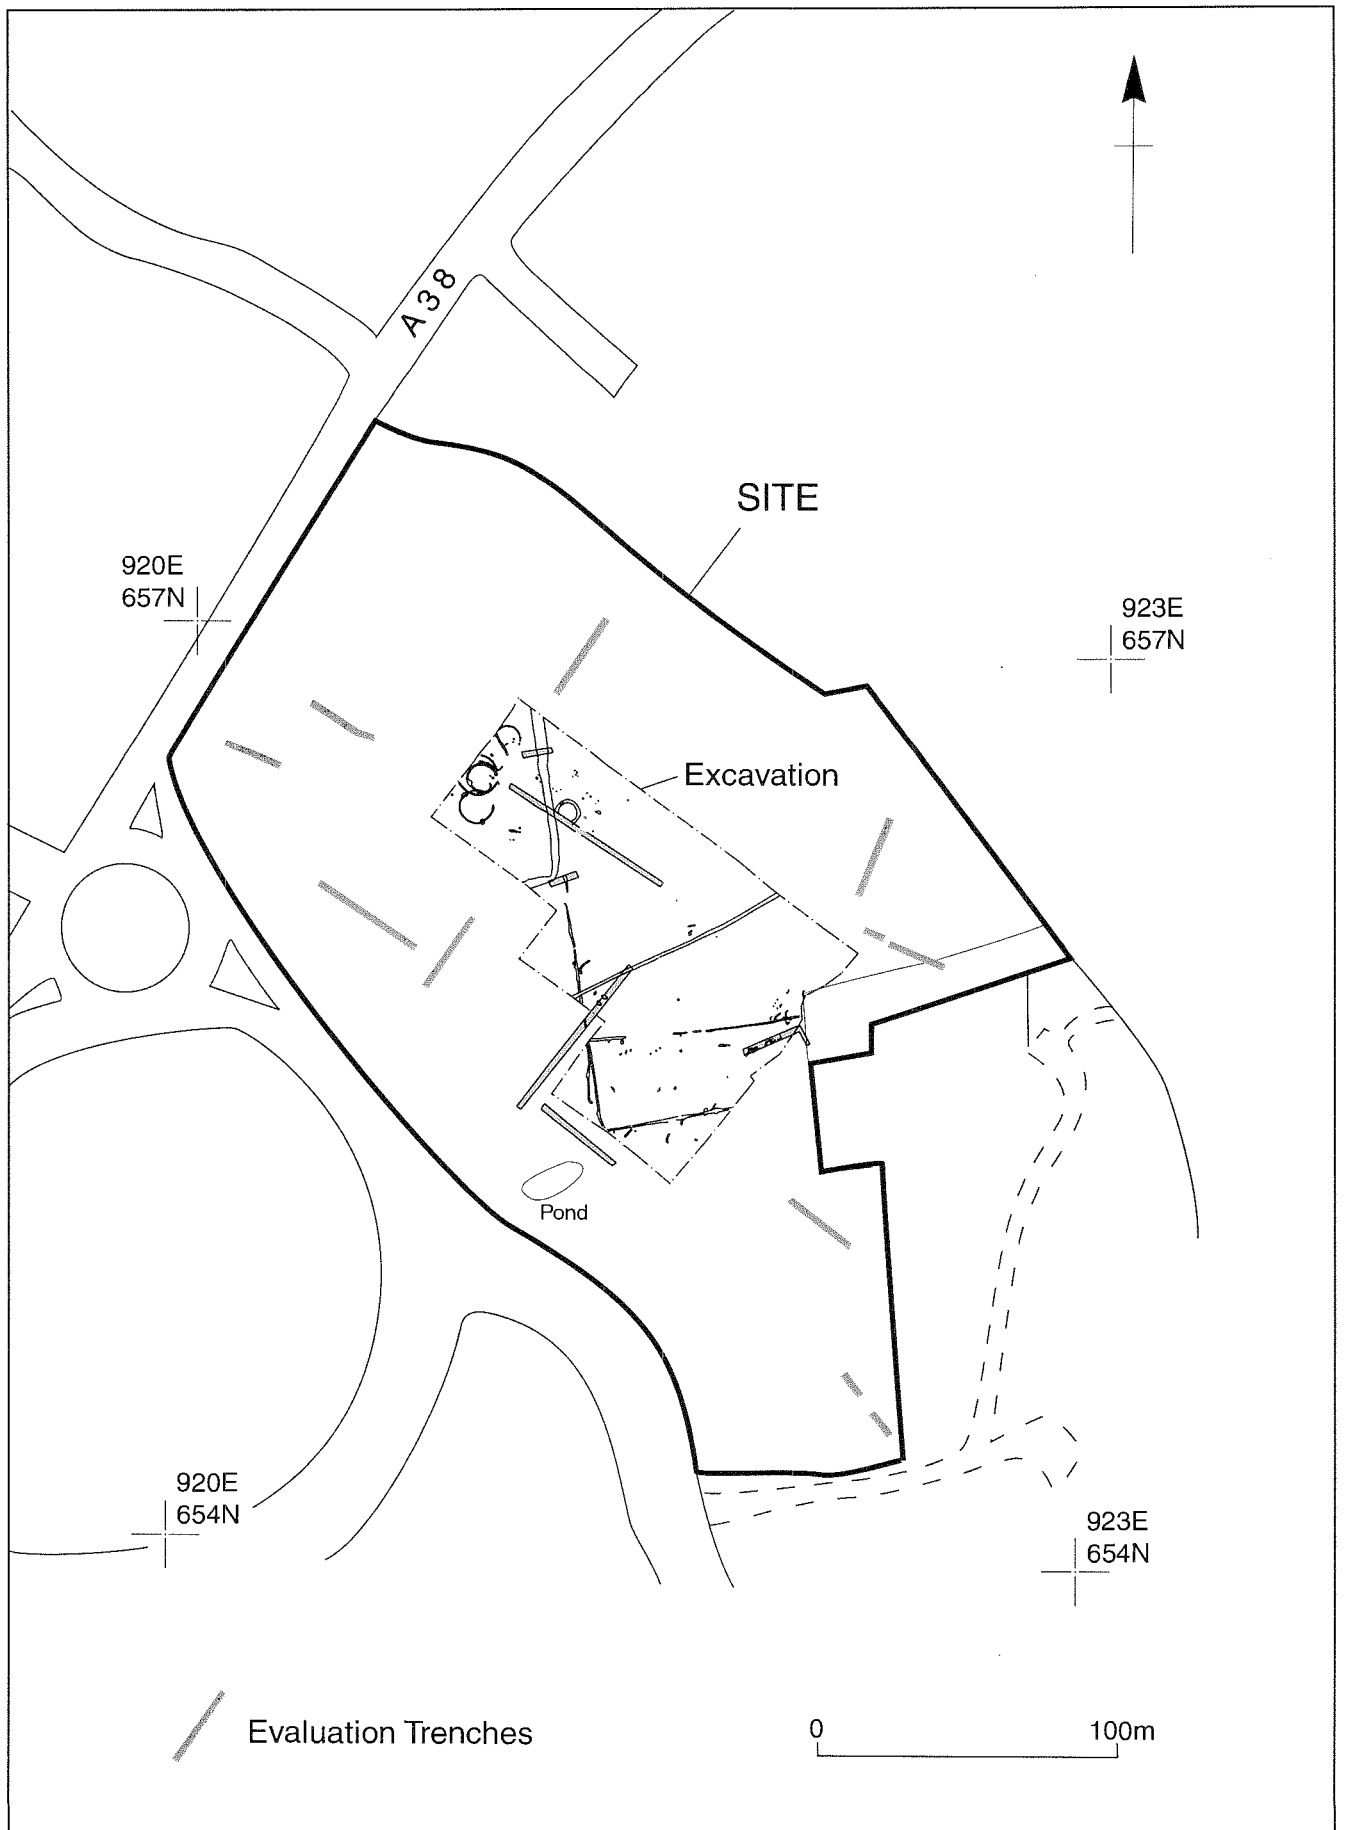 A38
SITE
920E
657N
923E
657N
Excavation
Pond
920E
654N
923E
654N
Evaluation Trenches
0 100m